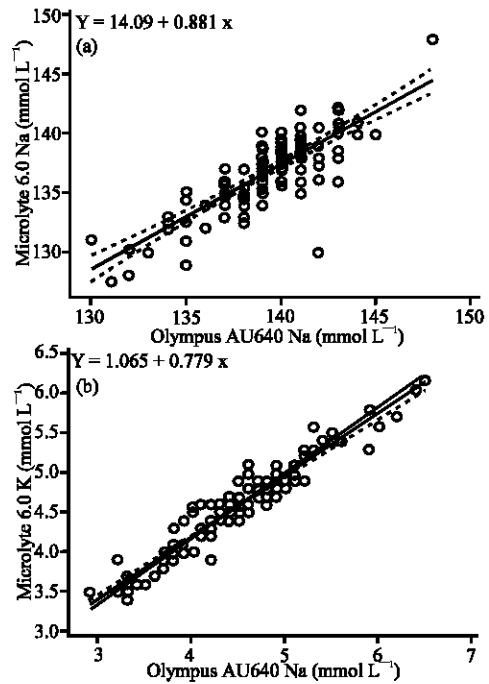 Y = 14.09 + 0.881 x
(a)
150
145
140
135
130
Microlyte 6.0 Na (mmol L⁻¹)
130 135 140 145 150
Olympus AU640 Na (mmol L⁻¹)
Y = 1.065 + 0.779 x
(b)
6.5
6.0
5.5
5.0
4.5
4.0
3.5
3.0
Microlyte 6.0 K (mmol L⁻¹)
3 4 5 6 7
Olympus AU640 Na (mmol L⁻¹)